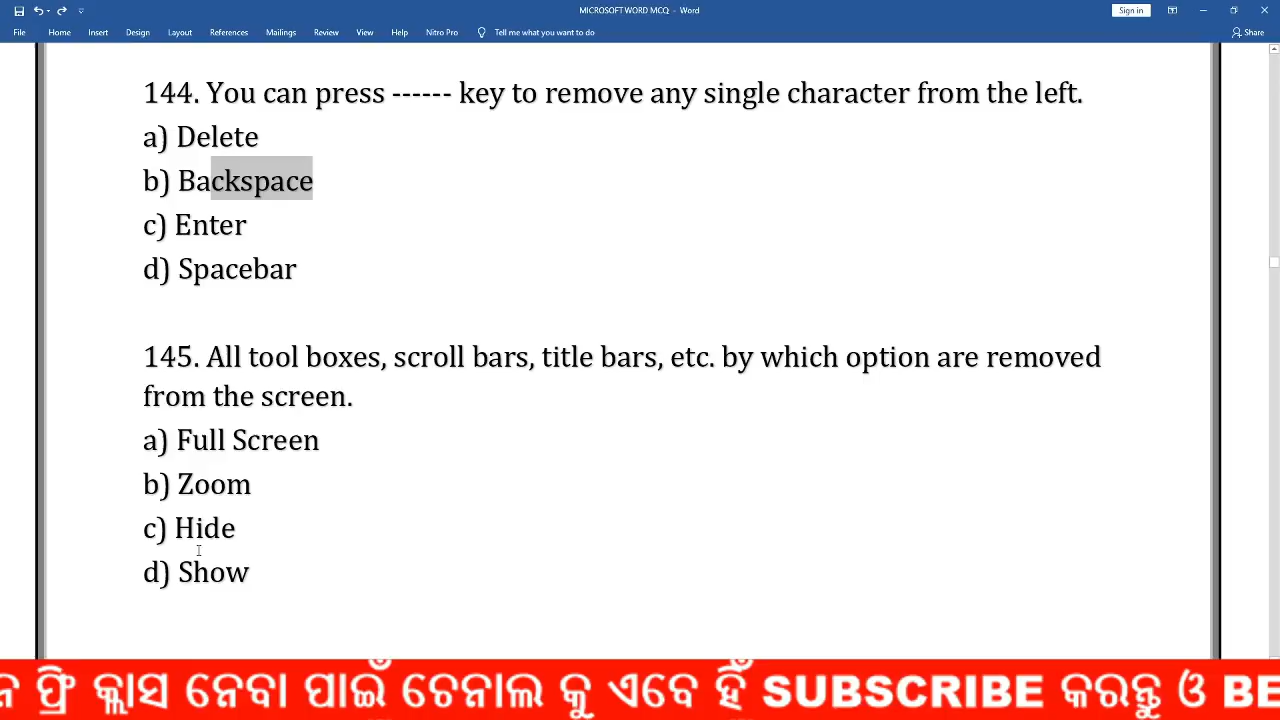 MICROSOFT WORD MCQ - Word
Sign in
File Home Insert Design Layout References Mailings Review View Help Nitro Pro Tell me what you want to do Share
144. You can press ------ key to remove any single character from the left.
a) Delete
b) Backspace
c) Enter
d) Spacebar
145. All tool boxes, scroll bars, title bars, etc. by which option are removed
from the screen.
a) Full Screen
b) Zoom
c) Hide
d) Show
ନ ଫ୍ରି କ୍ଲାସ ନେବା ପାଇଁ ଚେନାଲ କୁ ଏବେ ହିଁ SUBSCRIBE କରନ୍ତୁ ଓ BE